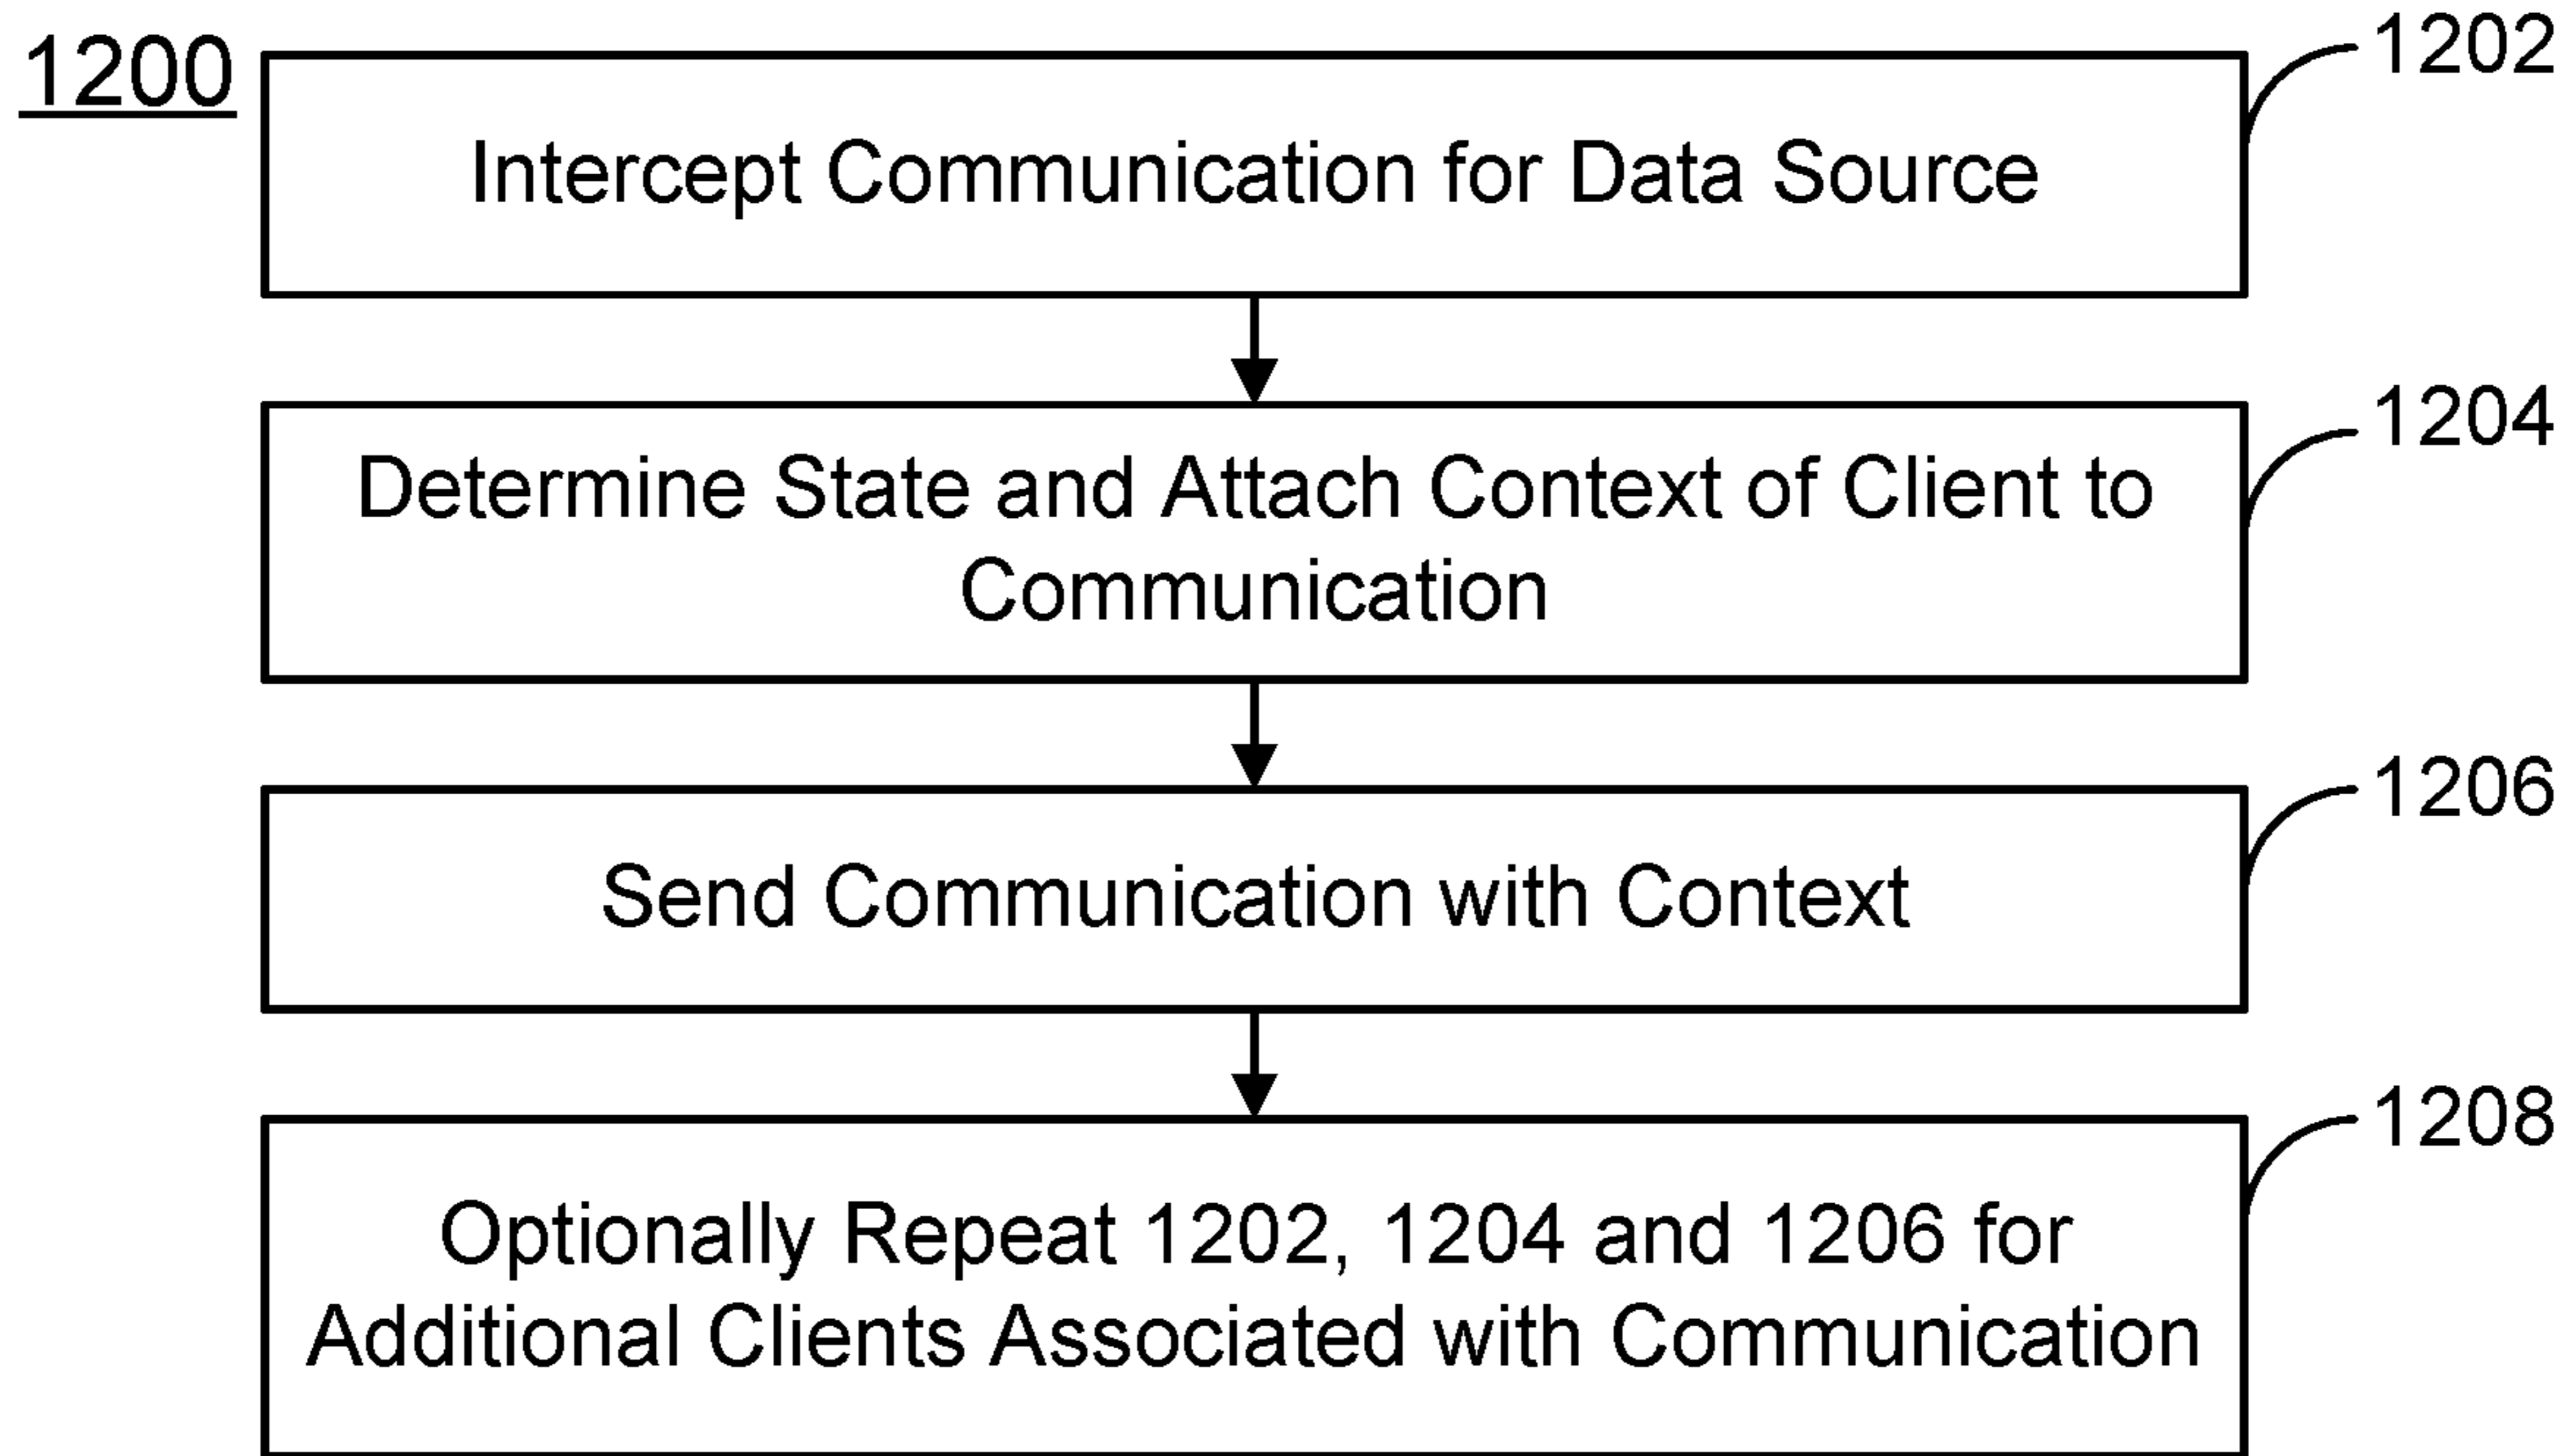 1200
1202
Intercept Communication for Data Source
1204
Determine State and Attach Context of Client to
Communication
1206
Send Communication with Context
1208
Optionally Repeat 1202, 1204 and 1206 for
Additional Clients Associated with Communication